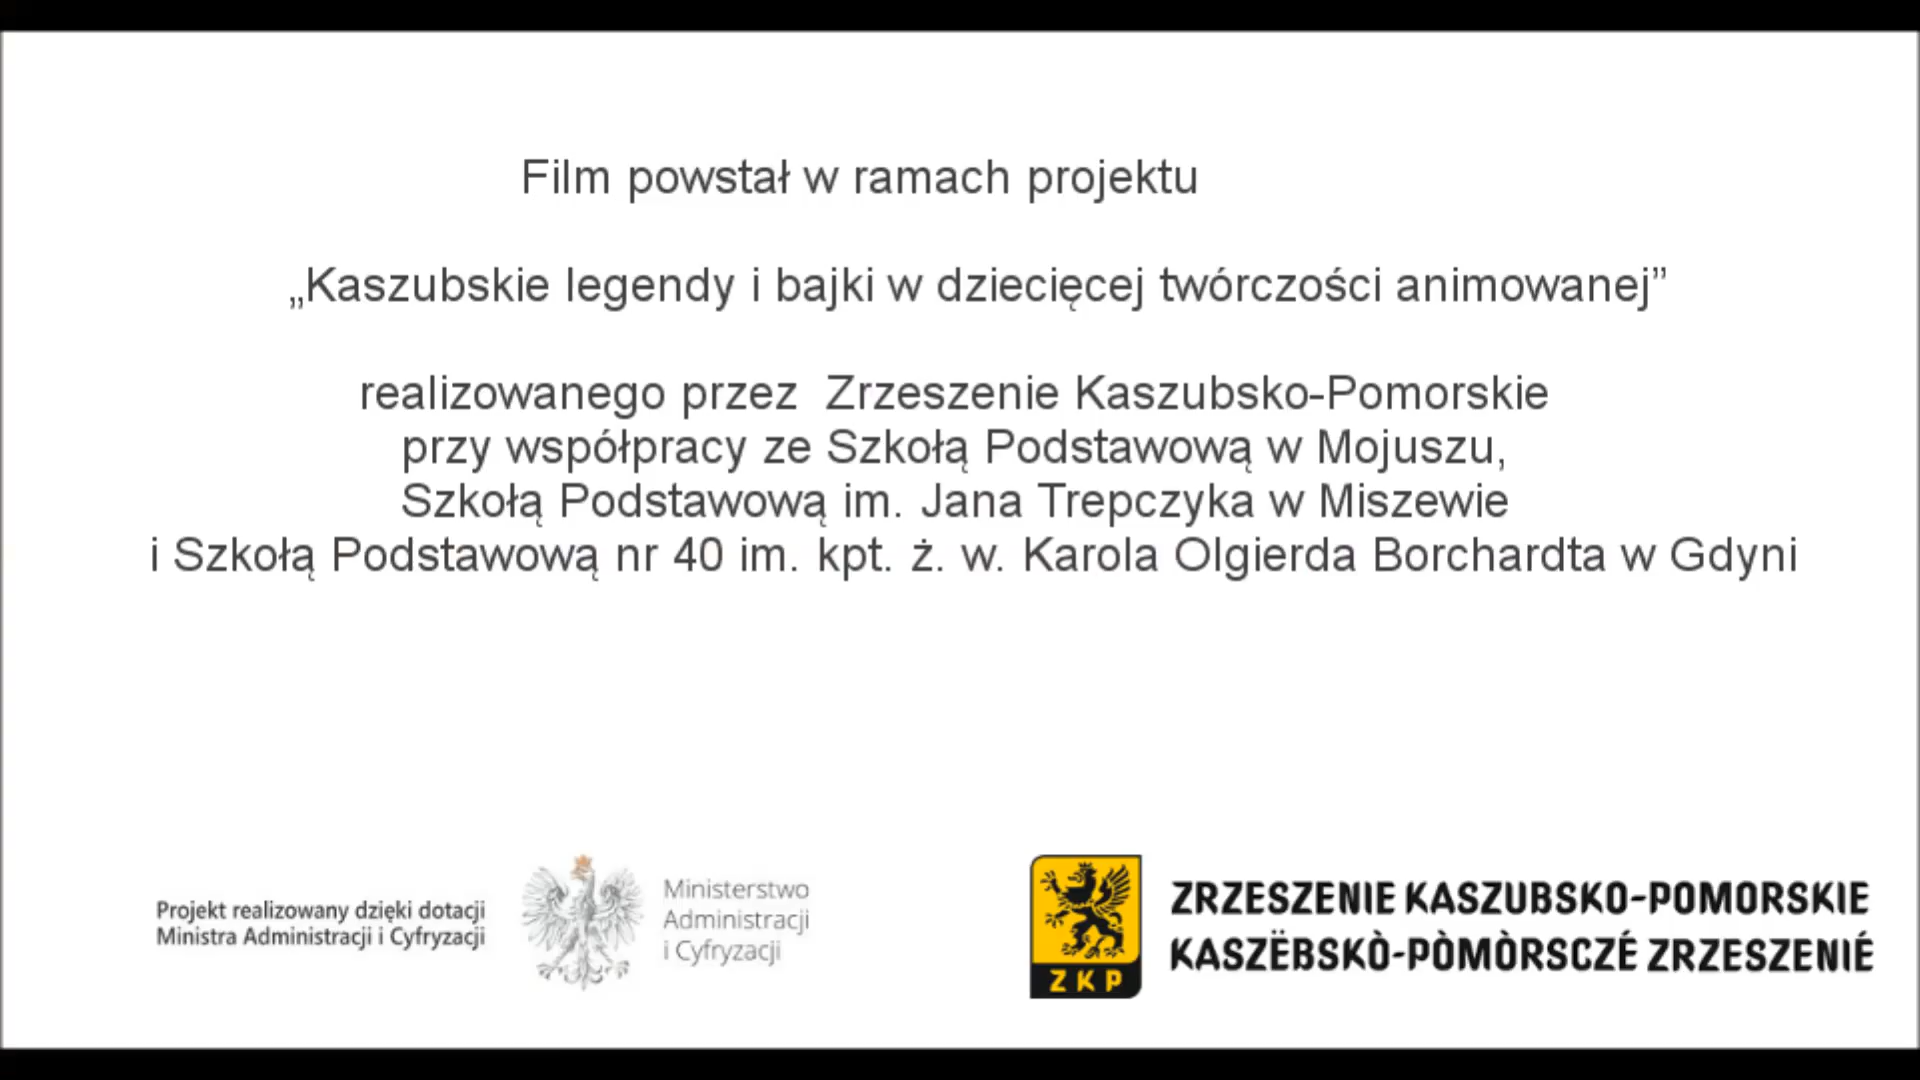 Film powstał w ramach projektu
„Kaszubskie legendy i bajki w dziecięcej twórczości animowanej”
realizowanego przez Zrzeszenie Kaszubsko-Pomorskie
przy współpracy ze Szkołą Podstawową w Mojuszu,
Szkołą Podstawową im. Jana Trepczyka w Miszewie
i Szkołą Podstawową nr 40 im. kpt. ż. w. Karola Olgierda Borchardta w Gdyni
Projekt realizowany dzięki dotacji
Ministra Administracji i Cyfryzacji
Ministerstwo
Administracji
i Cyfryzacji
ZKP
ZRZESZENIE KASZUBSKO-POMORSKIE
KASZËBSKÒ-PÒMÒRSCZÉ ZRZESZENIÉ